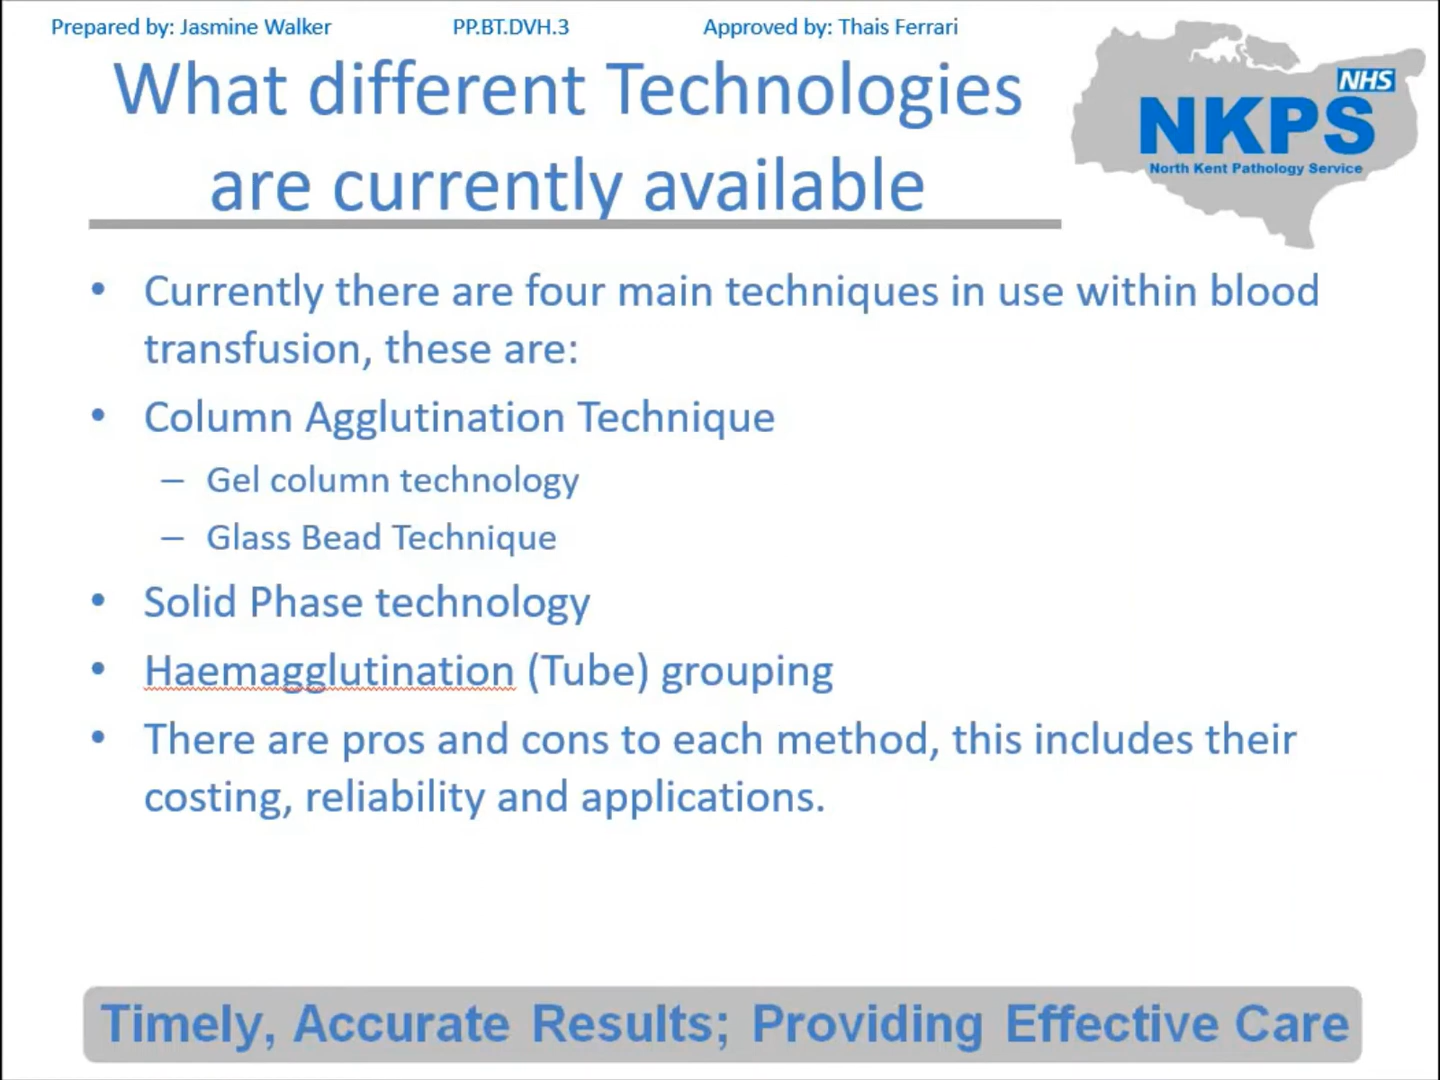 Prepared by: Jasmine Walker PP.BT.DVH.3 Approved by: Thais Ferrari
What different Technologies
are currently available
NHS
NKPS
North Kent Pathology Service
• Currently there are four main techniques in use within blood
transfusion, these are:
• Column Agglutination Technique
– Gel column technology
– Glass Bead Technique
• Solid Phase technology
• Haemagglutination (Tube) grouping
• There are pros and cons to each method, this includes their
costing, reliability and applications.
Timely, Accurate Results; Providing Effective Care